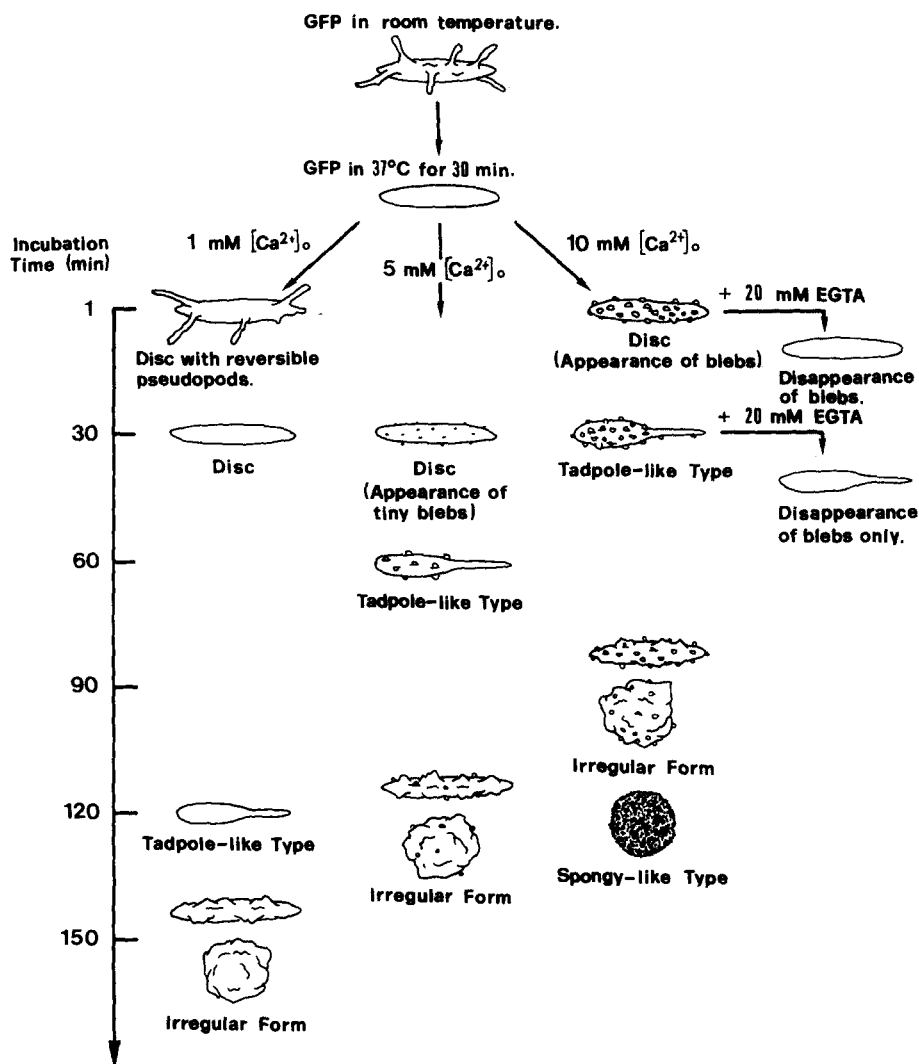 GFP in room temperature.
GFP in 37°C for 30 min.
Incubation
Time (min)
1 mM [Ca²⁺]o
5 mM [Ca²⁺]o
10 mM [Ca²⁺]o
1
Disc with reversible
pseudopods.
Disc
(Appearance of blebs)
+ 20 mM EGTA
Disappearance
of blebs.
30
Disc
Disc
(Appearance of
tiny blebs)
Tadpole-like Type
+ 20 mM EGTA
Disappearance
of blebs only.
60
Tadpole-like Type
90
Irregular Form
120
Tadpole-like Type
Irregular Form
Spongy-like Type
150
Irregular Form